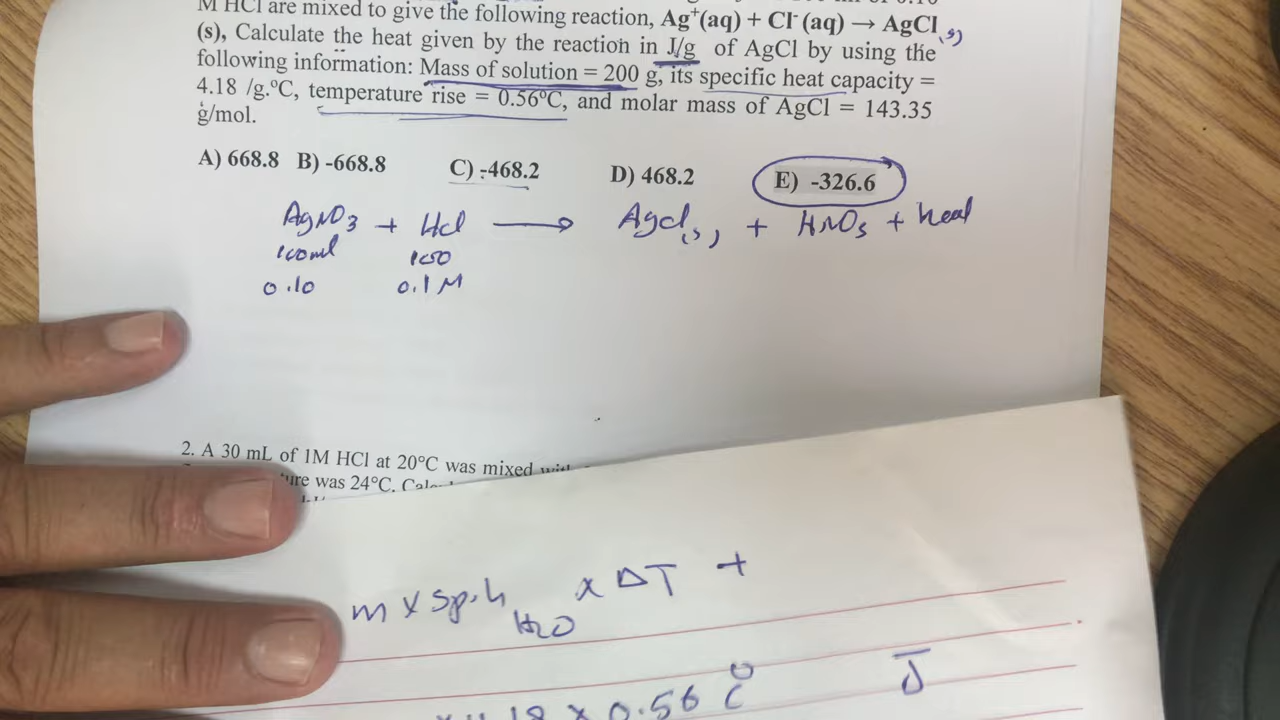 M HCl are mixed to give the following reaction, Ag⁺(aq) + Cl⁻(aq) → AgCl (s)
(s), Calculate the heat given by the reaction in J/g of AgCl by using the
following information: Mass of solution = 200 g, its specific heat capacity =
4.18 /g.ºC, temperature rise = 0.56ºC, and molar mass of AgCl = 143.35
g/mol.
A) 668.8 B) -668.8 C) -468.2 D) 468.2 E) -326.6
AgNO3 + Hcl → Agcl(s) + HNO3 + heat
100ml 100
0.10 0.1 M
2. A 30 mL of 1M HCl at 20°C was mixed
ure was 24°C.
m x sp.h H2O x ΔT +
4.18 x 0.56 C° J